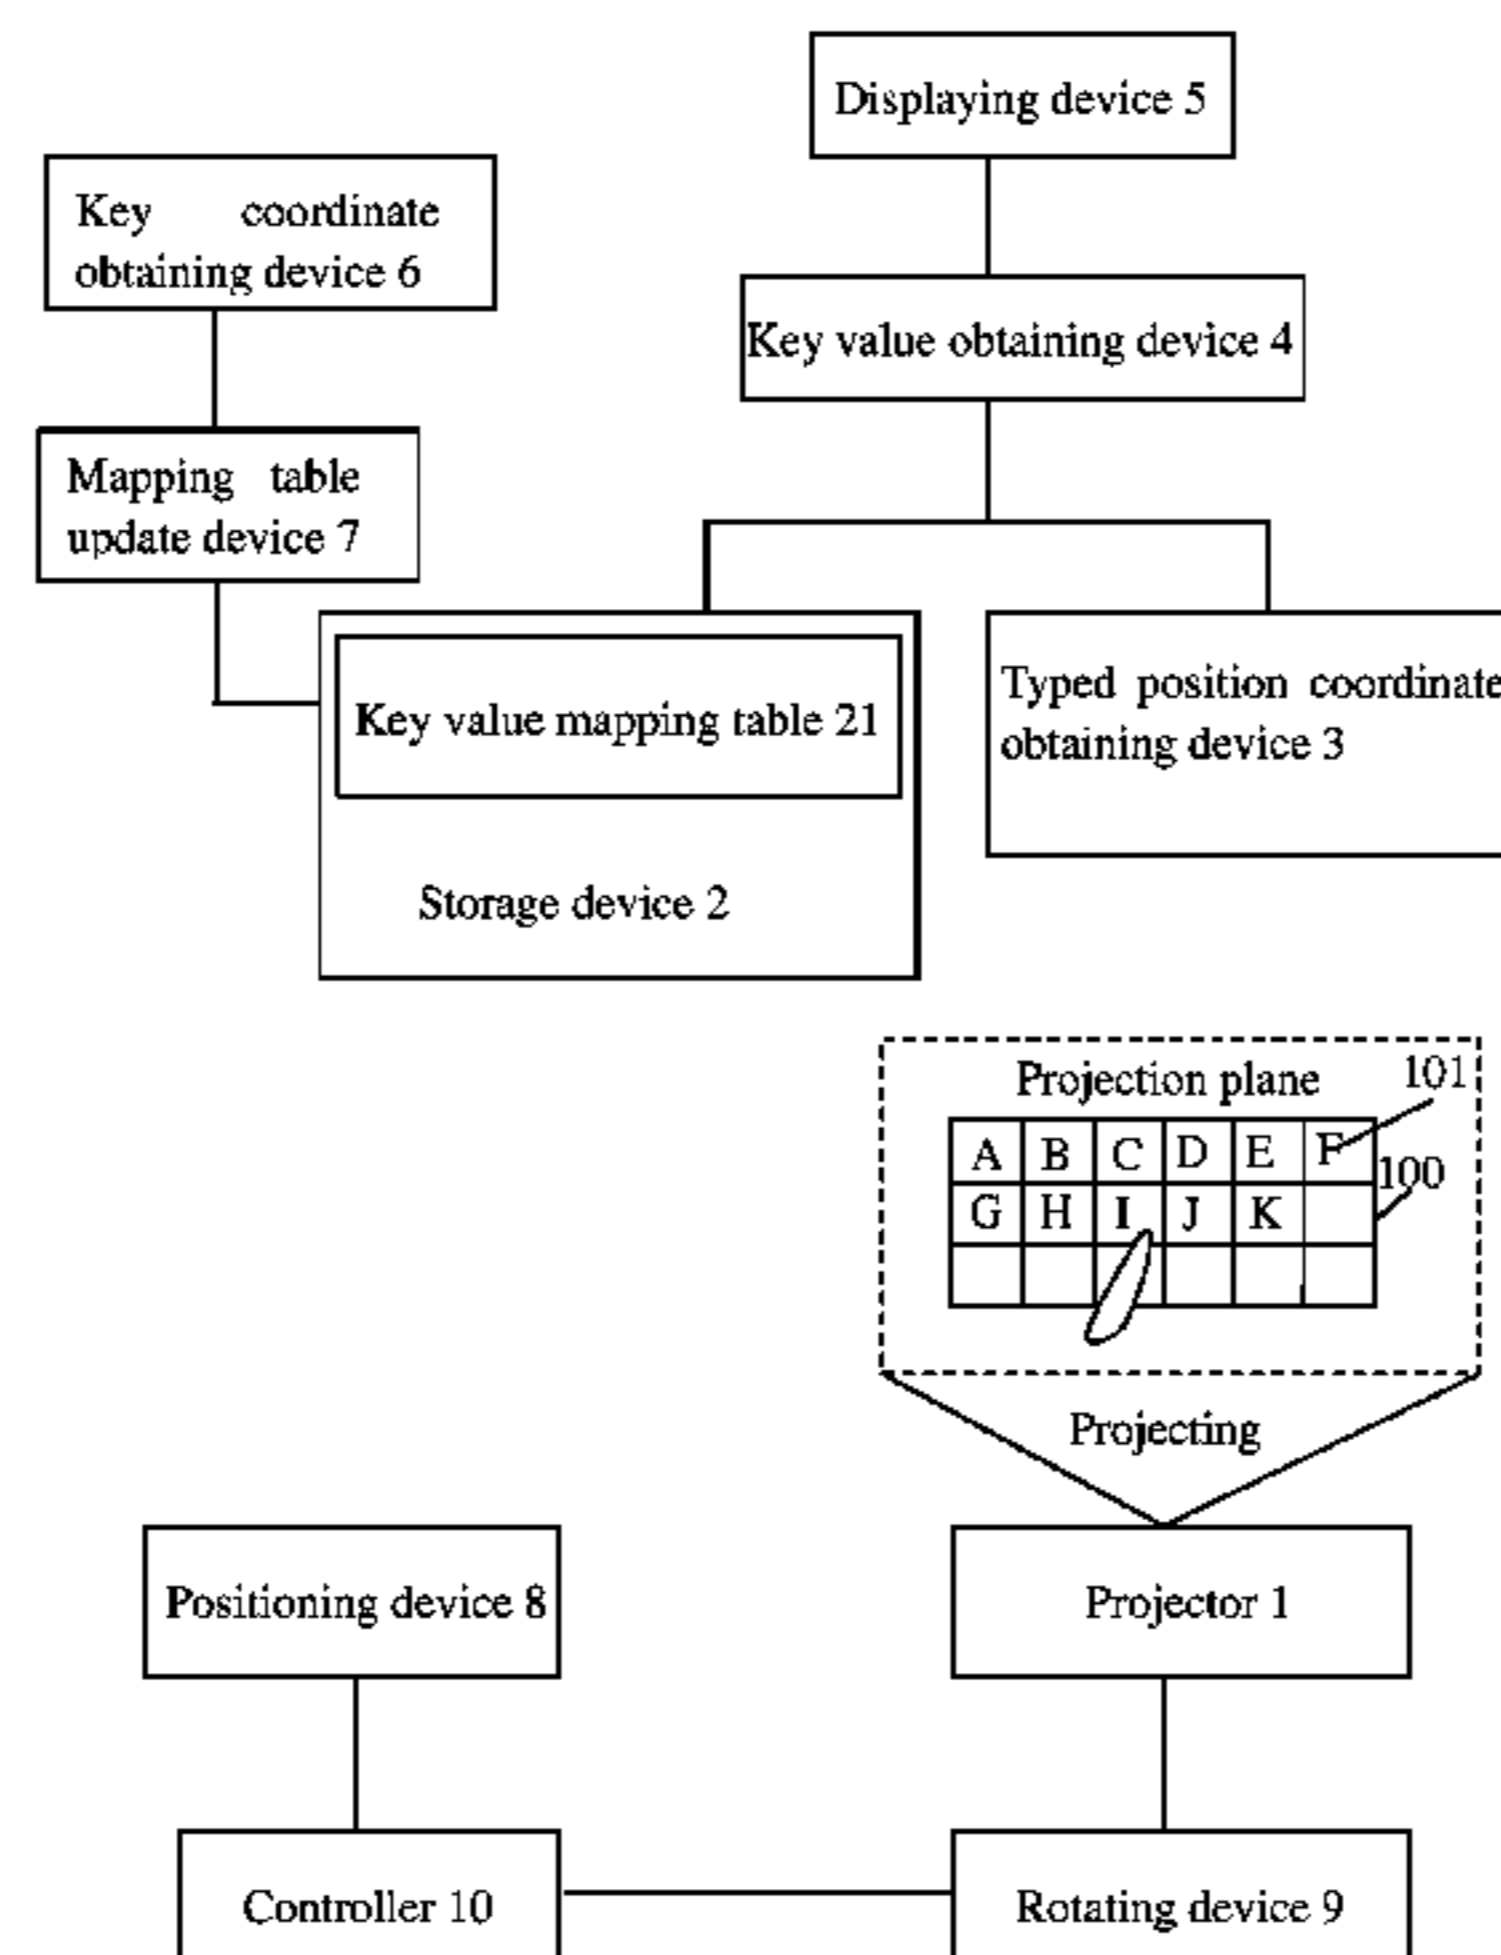 Displaying device 5
Key coordinate
obtaining device 6
Key value obtaining device 4
Mapping table
update device 7
Key value mapping table 21
Storage device 2
Typed position coordinate
obtaining device 3
Projection plane
101
A B C D E F
100
G H I J K
Projecting
Positioning device 8
Projector 1
Controller 10
Rotating device 9